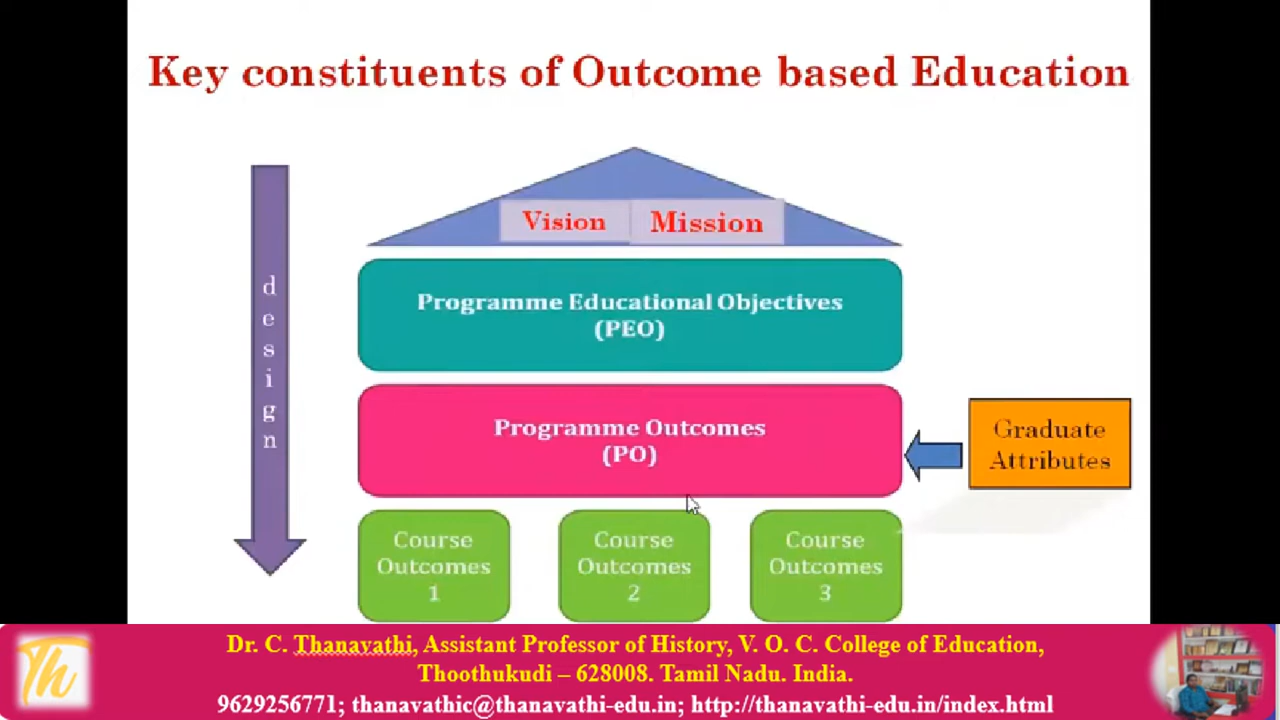 Key constituents of Outcome based Education
design
Vision
Mission
Programme Educational Objectives
(PEO)
Programme Outcomes
(PO)
Graduate
Attributes
Course
Outcomes
1
Course
Outcomes
2
Course
Outcomes
3
Th
Dr. C. Thanavathi, Assistant Professor of History, V. O. C. College of Education,
Thoothukudi – 628008. Tamil Nadu. India.
9629256771; thanavathic@thanavathi-edu.in; http://thanavathi-edu.in/index.html